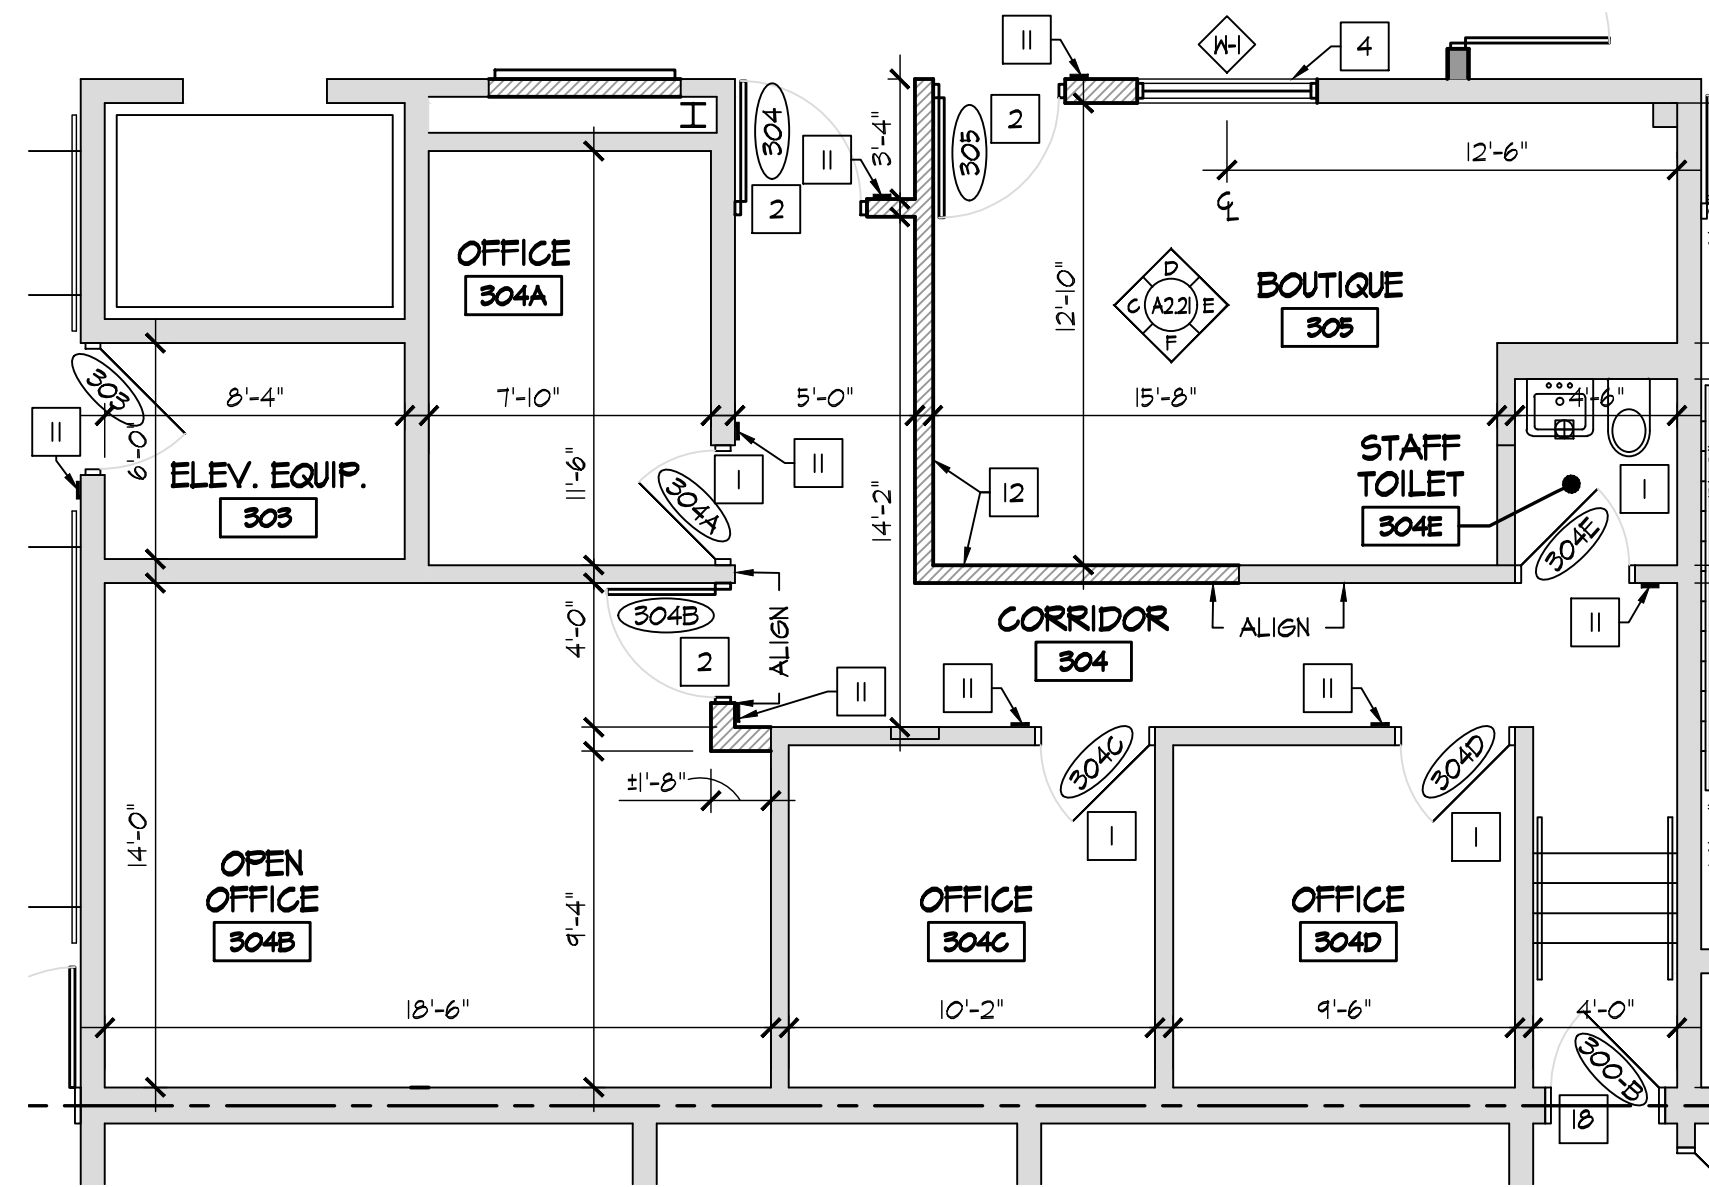 11
W-1
4
304
2
11
3'-4"
305
2
12'-6"
CL
OFFICE
304A
12'-10"
D
C
A2.21
E
F
BOUTIQUE
305
303
8'-4"
7'-10"
5'-0"
15'-8"
4'-6"
11
6'-0"
ELEV. EQUIP.
303
11'-6"
304A
1
11
14'-2"
12
STAFF
TOILET
304E
1
304E
304B
4'-0"
2
ALIGN
11
CORRIDOR
304
ALIGN
11
11
11
±1'-8"
304C
304D
1
1
14'-0"
OPEN
OFFICE
304B
9'-4"
OFFICE
304C
OFFICE
304D
18'-6"
10'-2"
9'-6"
4'-0"
300-B
18